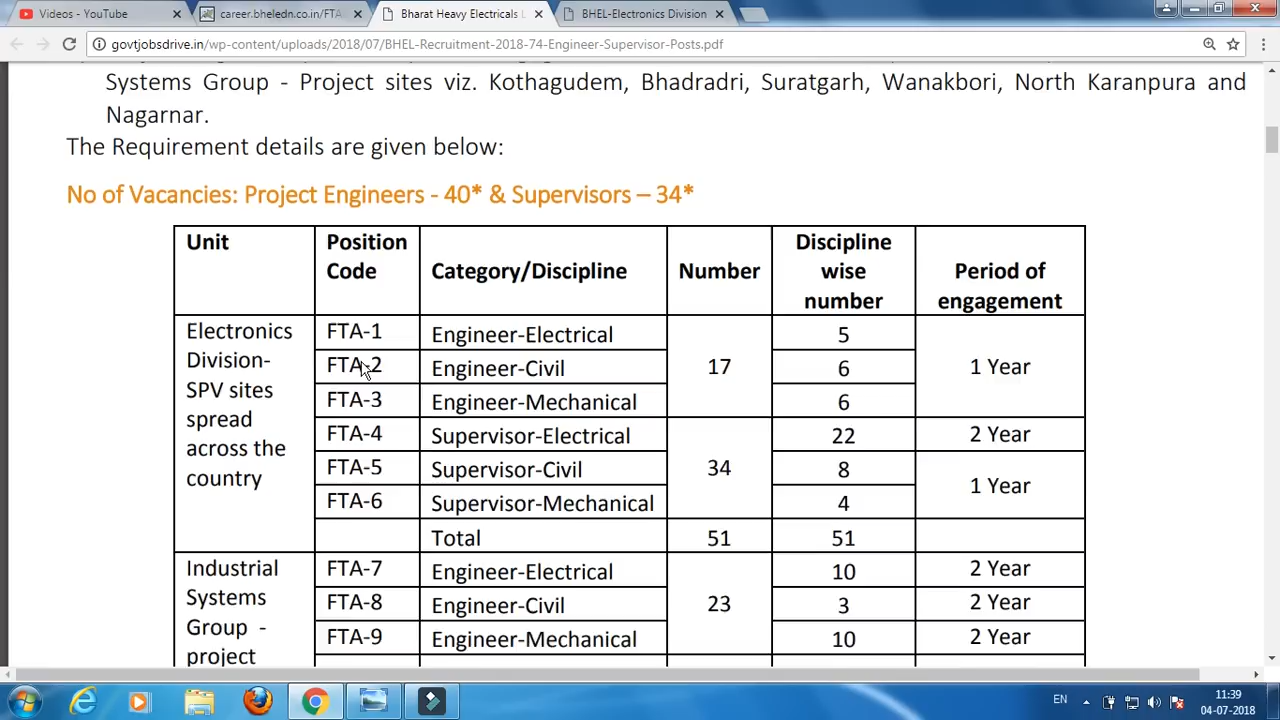 Videos - YouTube
career.bheledn.co.in/FTA
Bharat Heavy Electricals L
BHEL-Electronics Division
govtjobsdrive.in/wp-content/uploads/2018/07/BHEL-Recruitment-2018-74-Engineer-Supervisor-Posts.pdf
Systems Group - Project sites viz. Kothagudem, Bhadradri, Suratgarh, Wanakbori, North Karanpura and
Nagarnar.
The Requirement details are given below:
No of Vacancies: Project Engineers - 40* & Supervisors – 34*
Unit Position Code Category/Discipline Number Discipline wise number Period of engagement
Electronics Division- SPV sites spread across the country
FTA-1 Engineer-Electrical 17 5 1 Year
FTA-2 Engineer-Civil 6
FTA-3 Engineer-Mechanical 6
FTA-4 Supervisor-Electrical 34 22 2 Year
FTA-5 Supervisor-Civil 8 1 Year
FTA-6 Supervisor-Mechanical 4
Total 51 51
Industrial Systems Group - project
FTA-7 Engineer-Electrical 23 10 2 Year
FTA-8 Engineer-Civil 3 2 Year
FTA-9 Engineer-Mechanical 10 2 Year
EN
11:39
04-07-2018